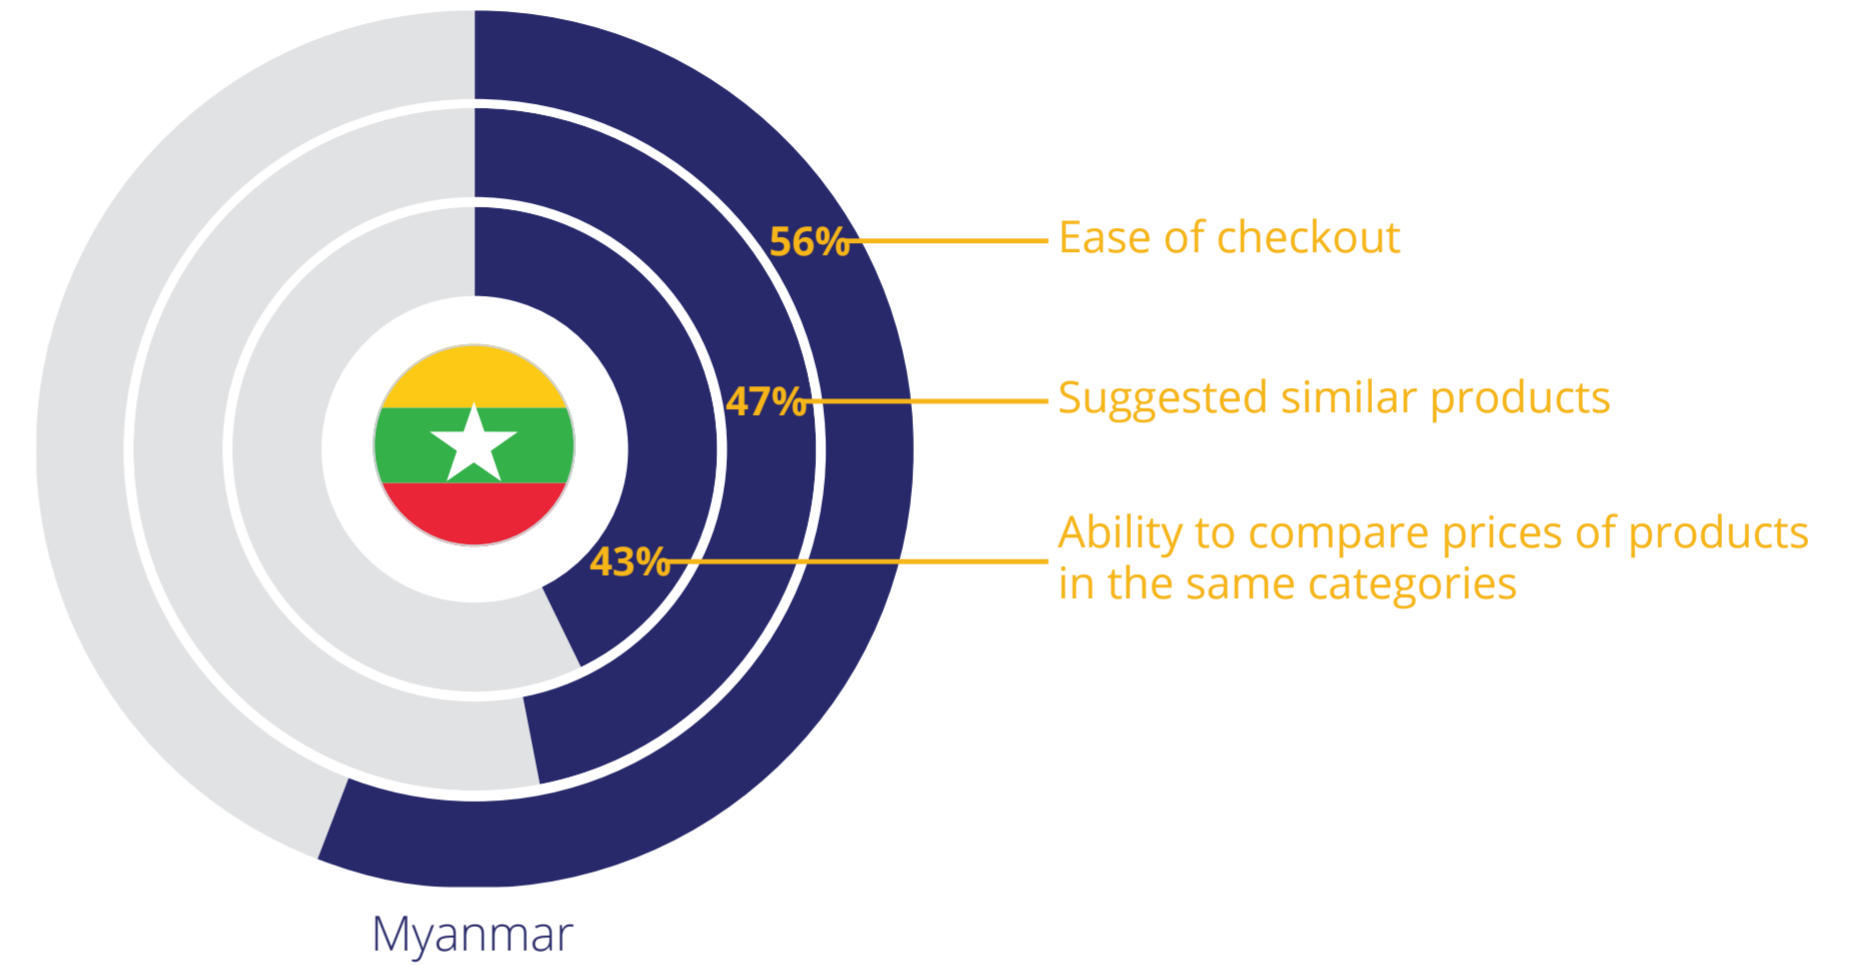 56% Ease of checkout
47% Suggested similar products
43% Ability to compare prices of products
in the same categories
Myanmar